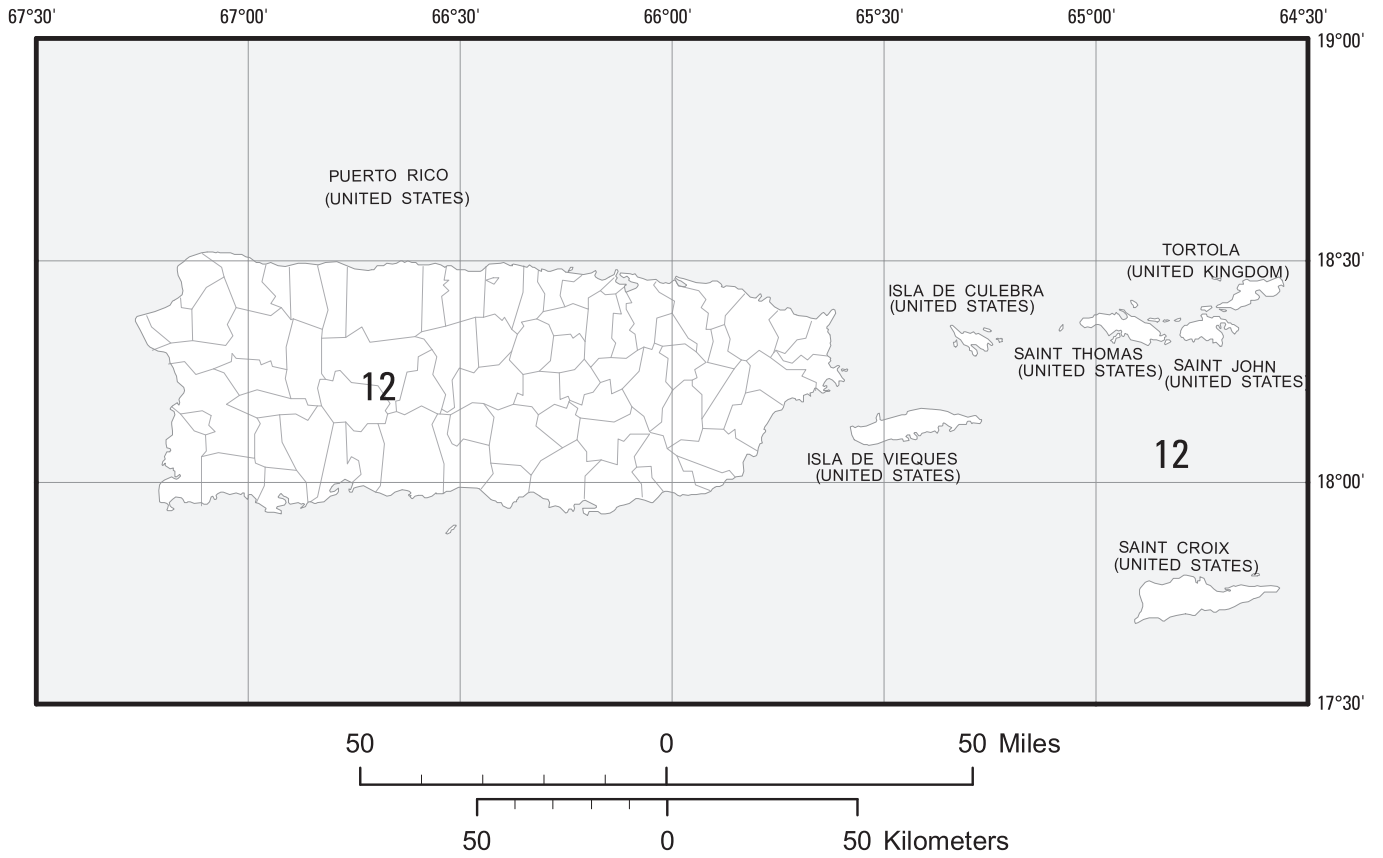 67°30' 67°00' 66°30' 66°00' 65°30' 65°00' 64°30'
19°00'
PUERTO RICO
(UNITED STATES)
TORTOLA
(UNITED KINGDOM)
18°30'
ISLA DE CULEBRA
(UNITED STATES)
SAINT THOMAS
(UNITED STATES)
SAINT JOHN
(UNITED STATES
12
12
ISLA DE VIEQUES
(UNITED STATES)
18°00'
SAINT CROIX
(UNITED STATES)
17°30'
50 0 50 Miles
50 0 50 Kilometers